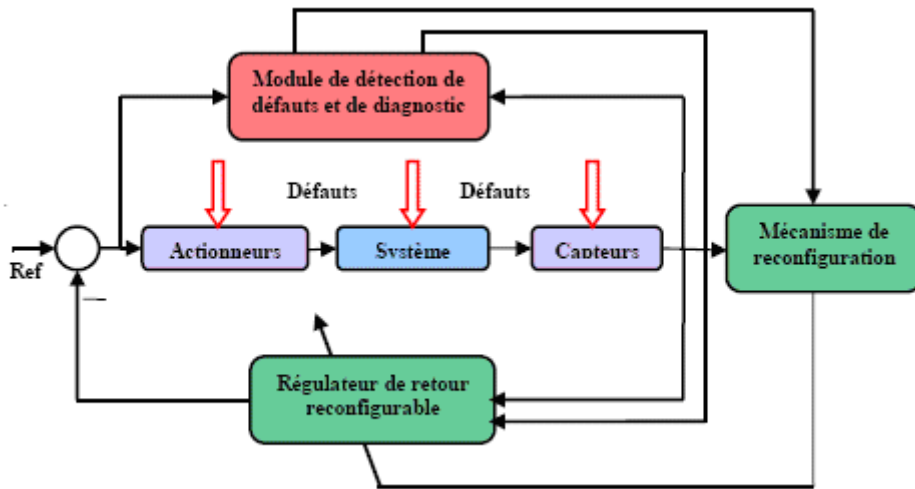 Module de détection de
défauts et de diagnostic
Défauts
Défauts
Ref
Actionneurs
Système
Capteurs
Mécanisme de
reconfiguration
Régulateur de retour
reconfigurable